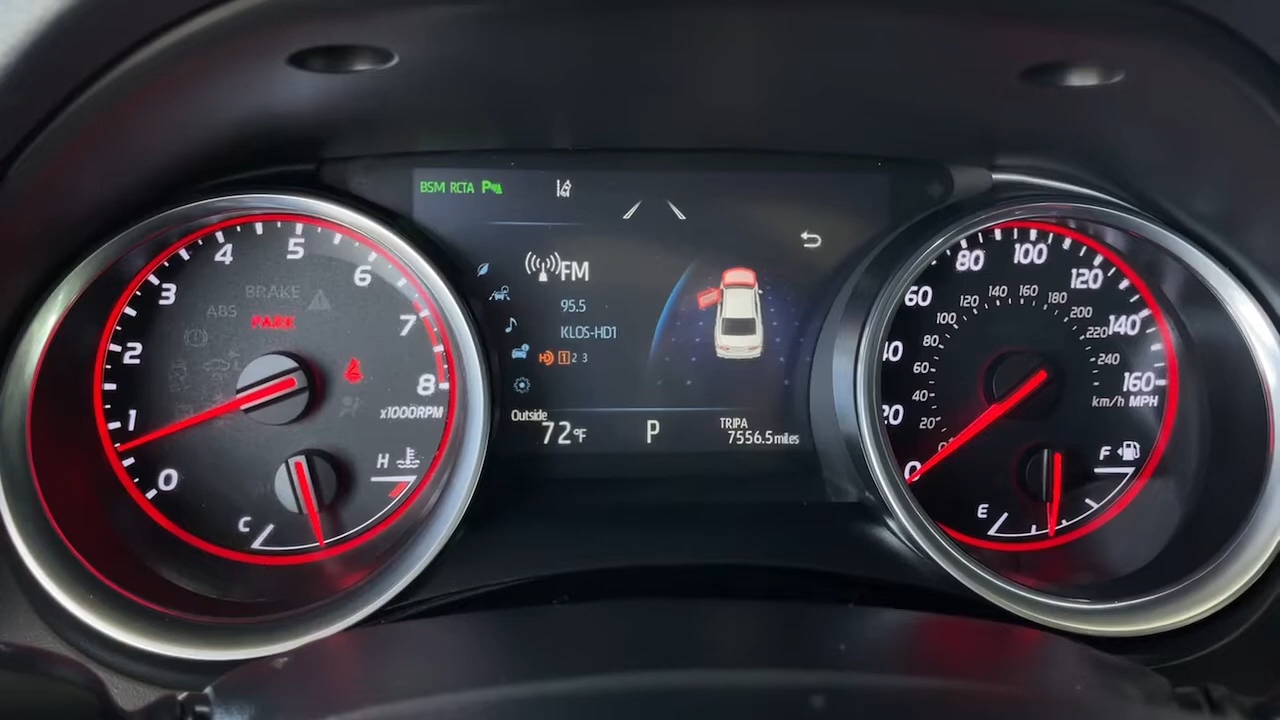 BSM RCTA P
FM
95.5
KLOS-HD1
HD 1 2 3
Outside
72°F
P
TRIP A
7556.5 miles
0
1
2
3
4
5
6
7
8
x1000RPM
BRAKE
ABS
PARK
H
C
0
20
40
60
80
100
120
140
160
km/h MPH
0
20
40
60
80
100
120
140
160
180
200
220
240
F
E